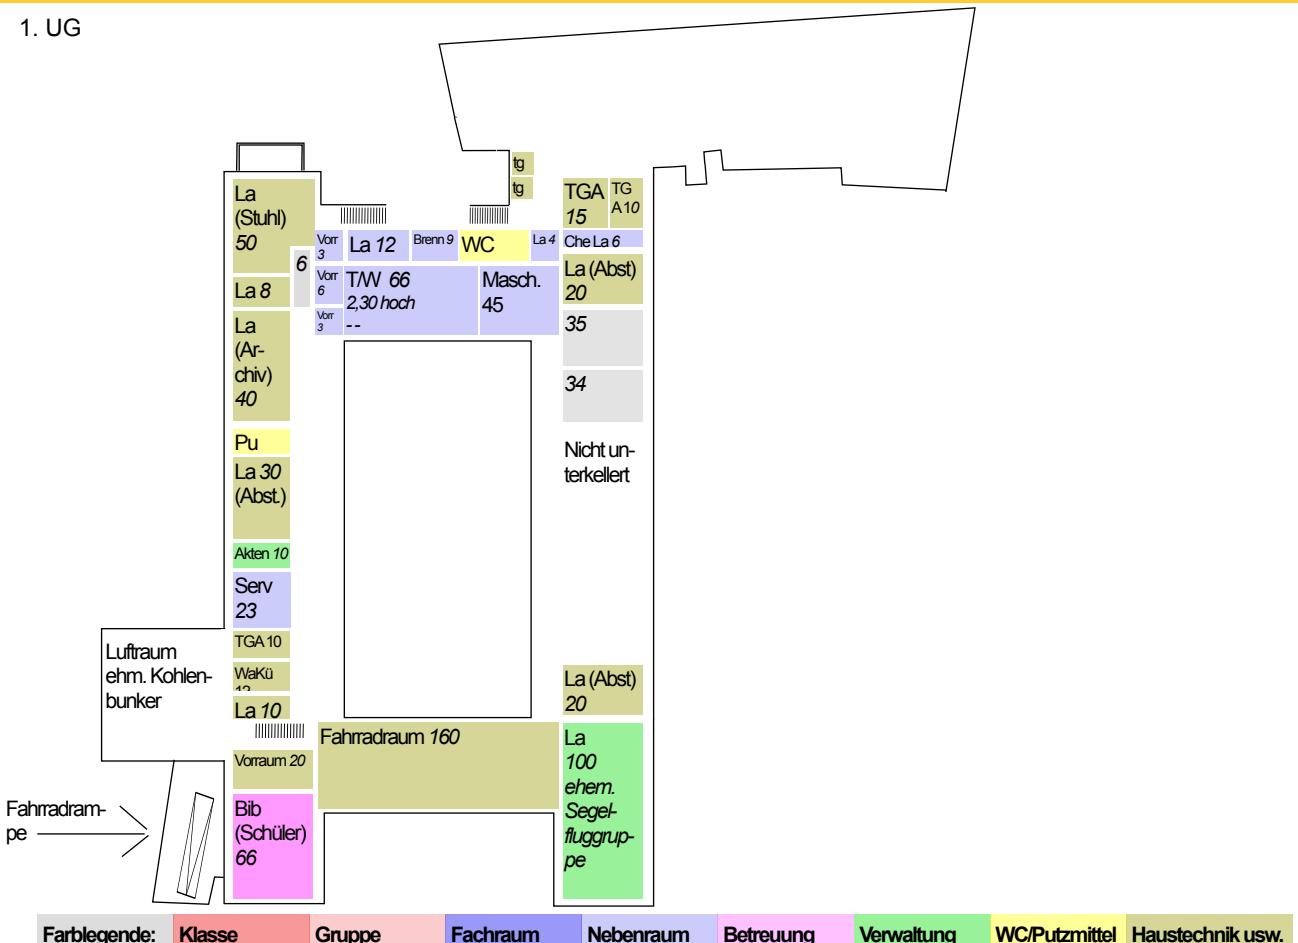 1. UG
tg
tg
TGA
15
TG
A 10
La
(Stuhl)
50
6
La 8
La
(Ar-
chiv)
40
Vorr
3
La 12
Brenn 9
WC
La 4
Che La 6
Vorr
6
T/W 66
2,30 hoch
--
Masch.
45
Vorr
3
La (Abst)
20
35
34
Nicht un-
terkellert
Pu
La 30
(Abst.)
Akten 10
Serv
23
TGA 10
WaKü
La 10
Luftraum
ehm. Kohlen-
bunker
Vorraum 20
Fahrradraum 160
La (Abst)
20
La
100
ehem.
Segel-
fluggrup-
pe
Bib
(Schüler)
66
Fahrradram-
pe
Farblegende: Klasse Gruppe Fachraum Nebenraum Betreuung Verwaltung WC/Putzmittel Haustechnik usw.